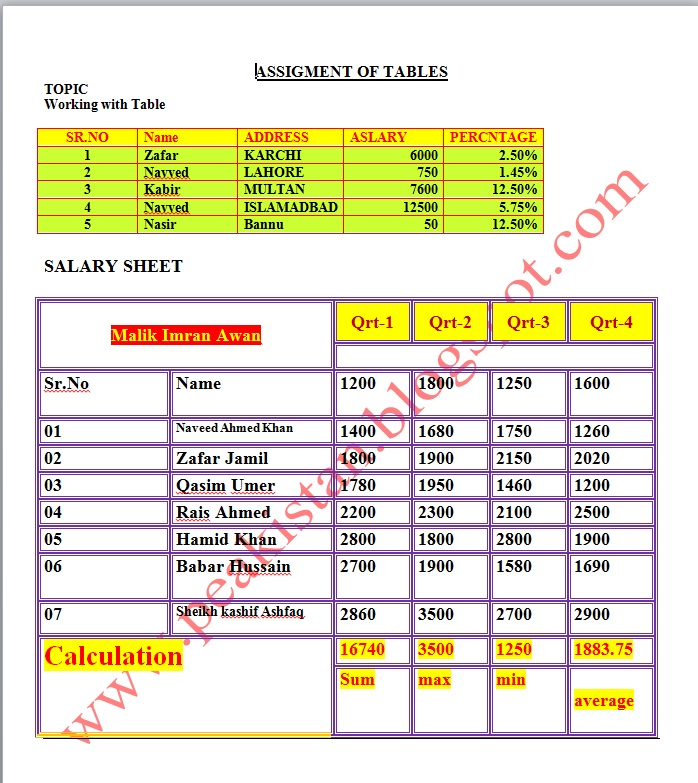 ASSIGMENT OF TABLES
TOPIC
Working with Table
SR.NO Name ADDRESS ASLARY PERCNTAGE
1 Zafar KARCHI 6000 2.50%
2 Navved LAHORE 750 1.45%
3 Kabir MULTAN 7600 12.50%
4 Navved ISLAMADBAD 12500 5.75%
5 Nasir Bannu 50 12.50%
SALARY SHEET
Malik Imran Awan Qrt-1 Qrt-2 Qrt-3 Qrt-4
Sr.No Name 1200 1800 1250 1600
01 Naveed Ahmed Khan 1400 1680 1750 1260
02 Zafar Jamil 1800 1900 2150 2020
03 Qasim Umer 1780 1950 1460 1200
04 Rais Ahmed 2200 2300 2100 2500
05 Hamid Khan 2800 1800 2800 1900
06 Babar Hussain 2700 1900 1580 1690
07 Sheikh kashif Ashfaq 2860 3500 2700 2900
Calculation 16740 3500 1250 1883.75
Sum max min average
www.peakistan.blogspot.com